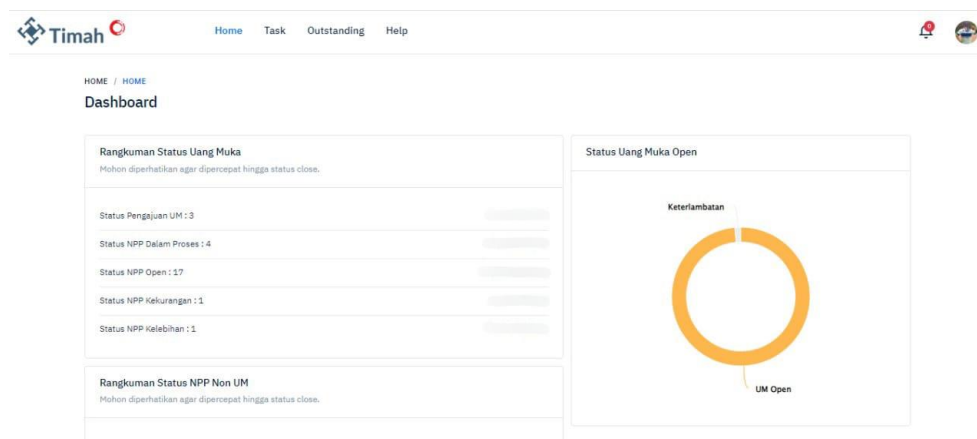 Timah
Home Task Outstanding Help
HOME / HOME
Dashboard
Rangkuman Status Uang Muka
Mohon diperhatikan agar dipercepat hingga status close.
Status Pengajuan UM : 3
Status NPP Dalam Proses : 4
Status NPP Open : 17
Status NPP Kekurangan : 1
Status NPP Kelebihan : 1
Rangkuman Status NPP Non UM
Mohon diperhatikan agar dipercepat hingga status close.
Status Uang Muka Open
Keterlambatan
UM Open